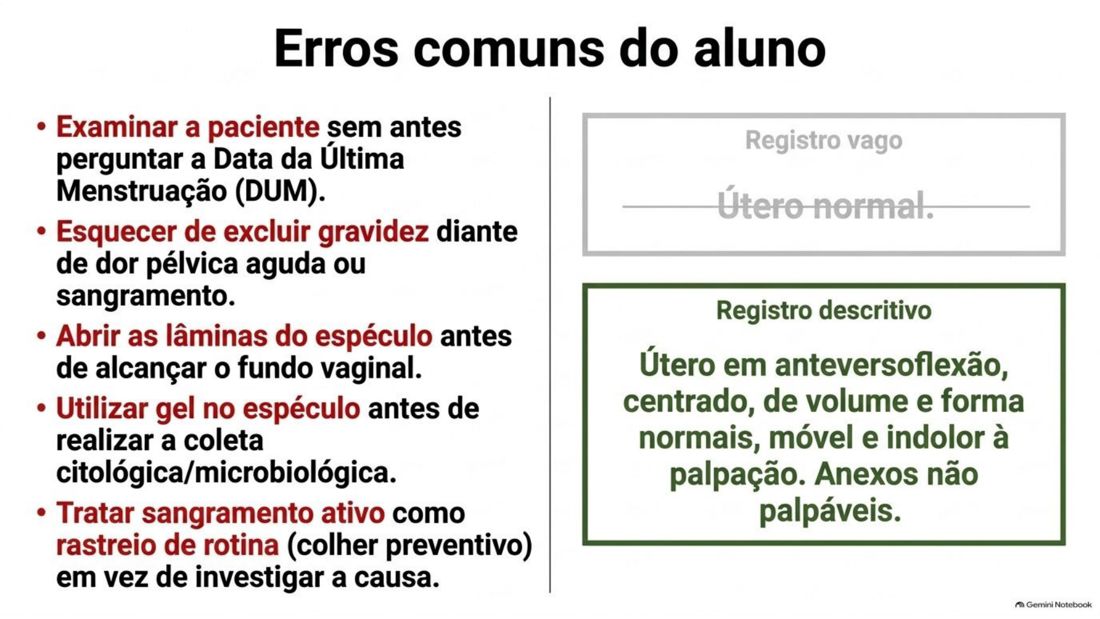 Erros comuns do aluno
• Examinar a paciente sem antes
perguntar a Data da Última
Menstruação (DUM).
• Esquecer de excluir gravidez diante
de dor pélvica aguda ou
sangramento.
• Abrir as lâminas do espéculo antes
de alcançar o fundo vaginal.
• Utilizar gel no espéculo antes de
realizar a coleta
citológica/microbiológica.
• Tratar sangramento ativo como
rastreio de rotina (colher preventivo)
em vez de investigar a causa.
Registro vago
Útero normal.
Registro descritivo
Útero em anteversoflexão,
centrado, de volume e forma
normais, móvel e indolor à
palpação. Anexos não
palpáveis.
Gemini Notebook